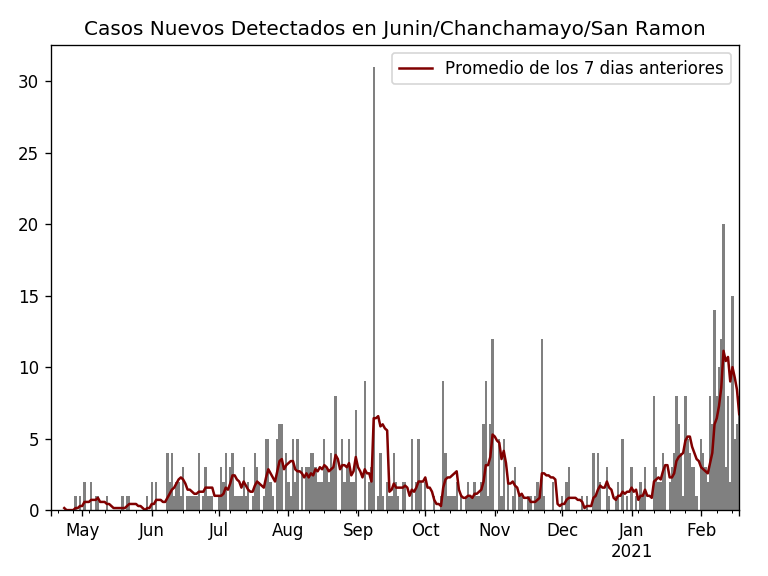 Casos Nuevos Detectados en Junin/Chanchamayo/San Ramon
Promedio de los 7 dias anteriores
30
25
20
15
10
5
0
May Jun Jul Aug Sep Oct Nov Dec Jan Feb
2021